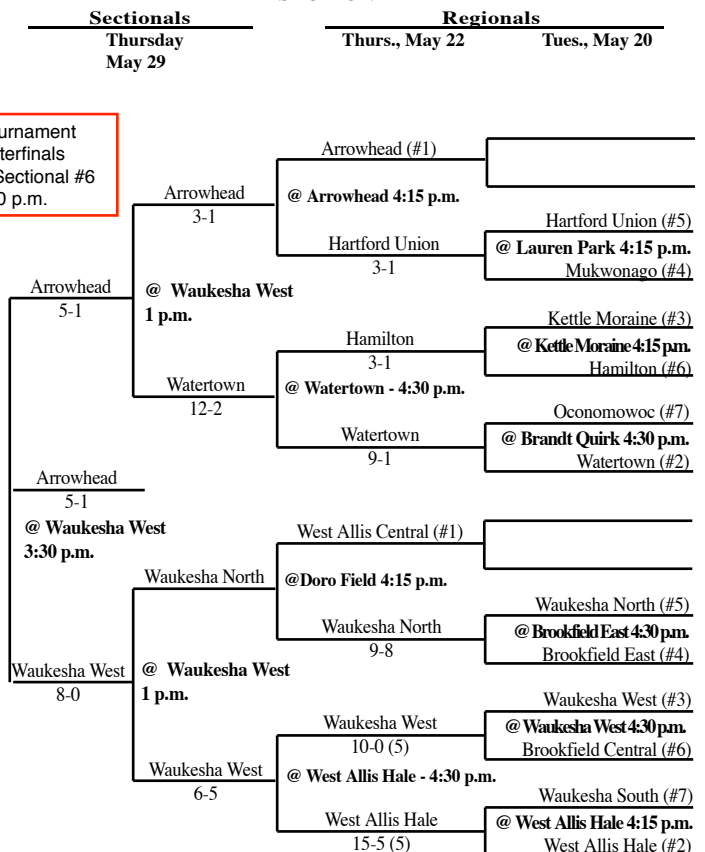 Sectionals
Regionals
Thursday
May 29
Thurs., May 22
Tues., May 20
0 p.m.
Arrowhead (#1)
Arrowhead
3-1
@ Arrowhead 4:15 p.m.
Hartford Union (#5)
Hartford Union
3-1
@ Lauren Park 4:15 p.m.
Mukwonago (#4)
Arrowhead
5-1
@ Waukesha West
1 p.m.
Kettle Moraine (#3)
Hamilton
3-1
@ Kettle Moraine 4:15 p.m.
Hamilton (#6)
Watertown
12-2
@ Watertown - 4:30 p.m.
Oconomowoc (#7)
Watertown
9-1
@ Brandt Quirk 4:30 p.m.
Watertown (#2)
Arrowhead
5-1
@ Waukesha West
3:30 p.m.
West Allis Central (#1)
Waukesha North
@Doro Field 4:15 p.m.
Waukesha North (#5)
Waukesha North
9-8
@ Brookfield East 4:30 p.m.
Brookfield East (#4)
Waukesha West
8-0
@ Waukesha West
1 p.m.
Waukesha West (#3)
Waukesha West
10-0 (5)
@ Waukesha West 4:30 p.m.
Brookfield Central (#6)
Waukesha West
6-5
@ West Allis Hale - 4:30 p.m.
Waukesha South (#7)
West Allis Hale
15-5 (5)
@ West Allis Hale 4:15 p.m.
West Allis Hale (#2)